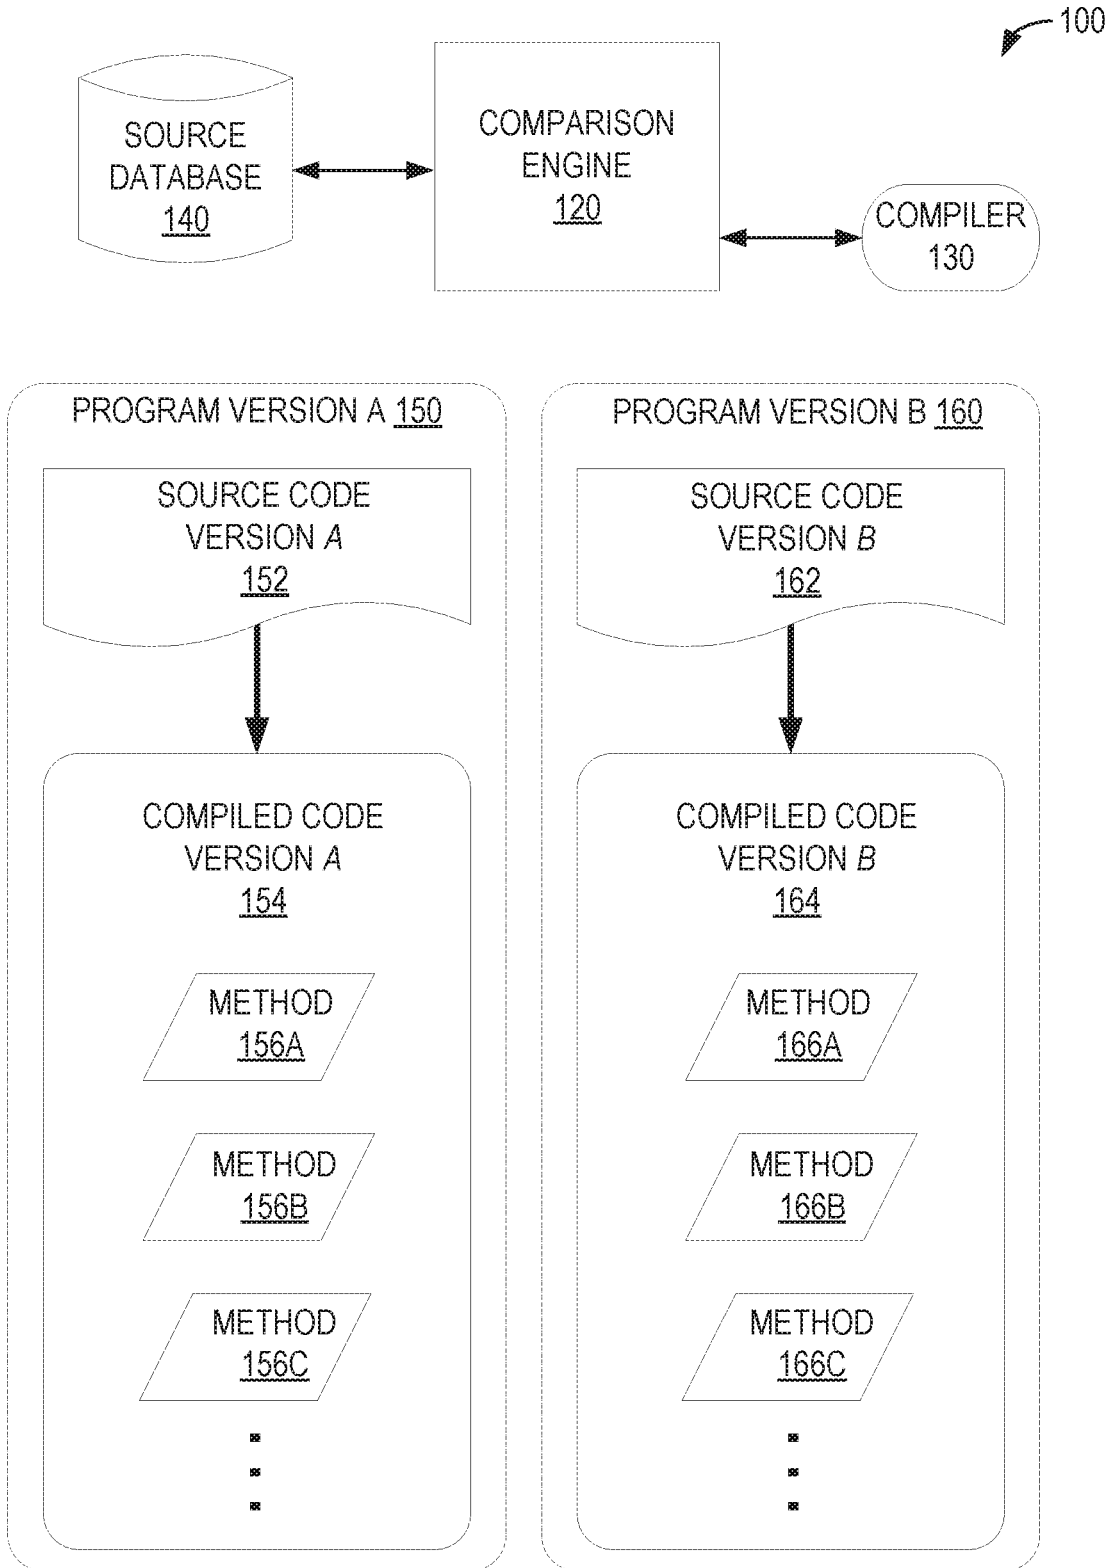 100
SOURCE
DATABASE
140
COMPARISON
ENGINE
120
COMPILER
130
PROGRAM VERSION A 150
SOURCE CODE
VERSION A
152
COMPILED CODE
VERSION A
154
METHOD
156A
METHOD
156B
METHOD
156C
PROGRAM VERSION B 160
SOURCE CODE
VERSION B
162
COMPILED CODE
VERSION B
164
METHOD
166A
METHOD
166B
METHOD
166C